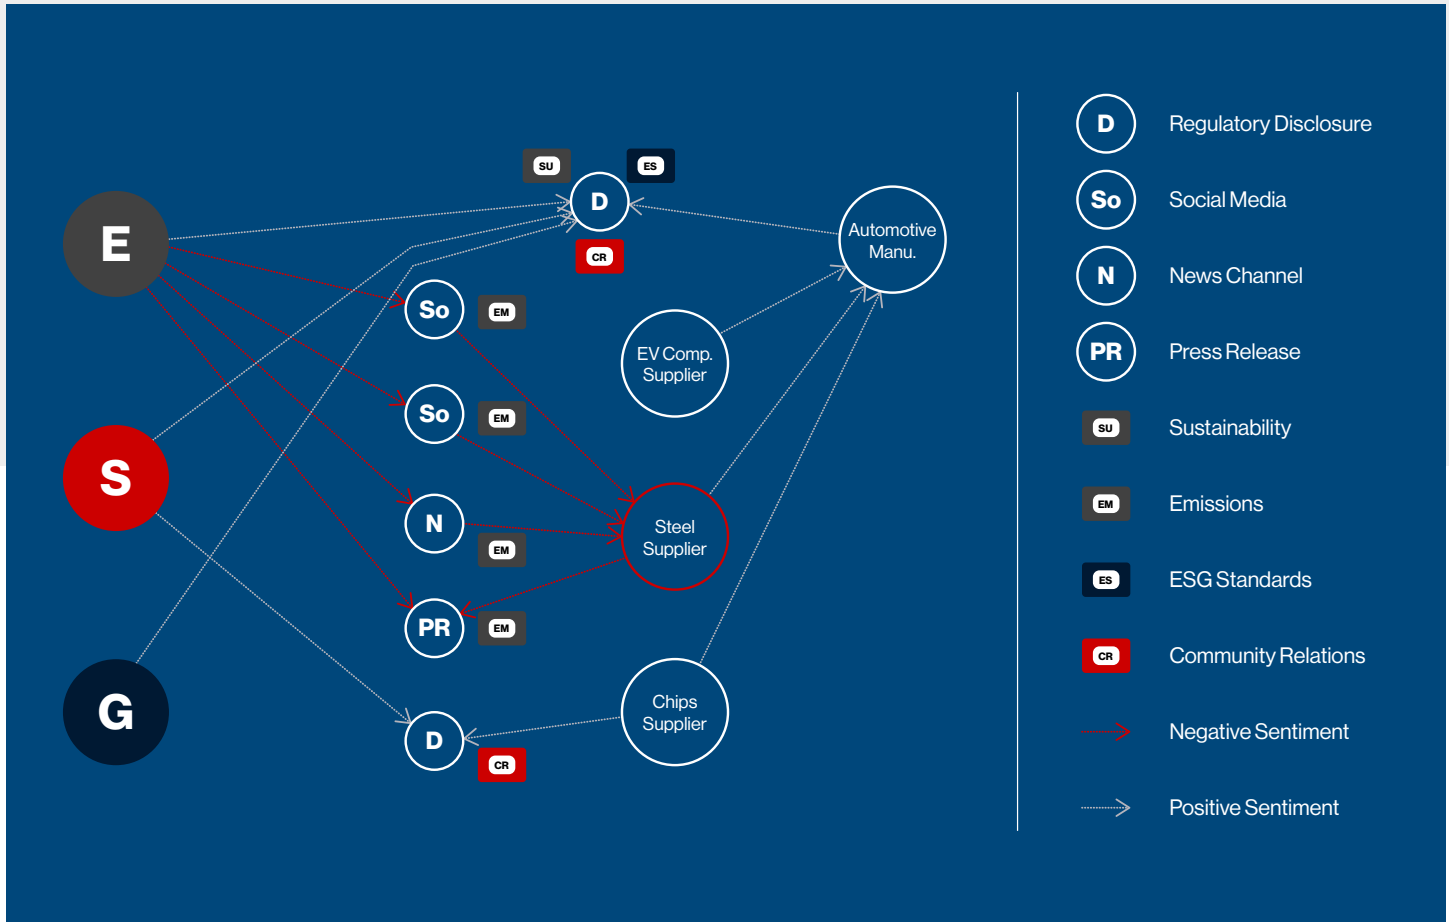 E
S
G
SU
ES
D
CR
So
EM
So
EM
N
EM
PR
EM
D
CR
Automotive
Manu.
EV Comp.
Supplier
Steel
Supplier
Chips
Supplier
D
Regulatory Disclosure
So
Social Media
N
News Channel
PR
Press Release
SU
Sustainability
EM
Emissions
ES
ESG Standards
CR
Community Relations
Negative Sentiment
Positive Sentiment